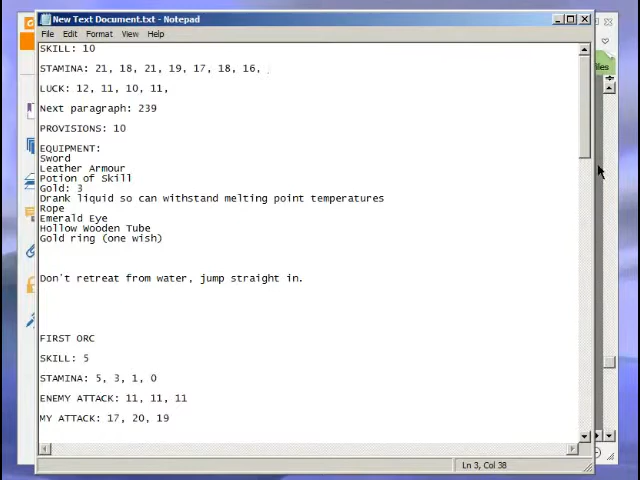 New Text Document.txt - Notepad
File Edit Format View Help
SKILL: 10
STAMINA: 21, 18, 21, 19, 17, 18, 16,
LUCK: 12, 11, 10, 11,
Next paragraph: 239
PROVISIONS: 10
EQUIPMENT:
Sword
Leather Armour
Potion of Skill
Gold: 3
Drank liquid so can withstand melting point temperatures
Rope
Emerald Eye
Hollow Wooden Tube
Gold ring (one wish)
Don't retreat from water, jump straight in.
FIRST ORC
SKILL: 5
STAMINA: 5, 3, 1, 0
ENEMY ATTACK: 11, 11, 11
MY ATTACK: 17, 20, 19
Ln 3, Col 38